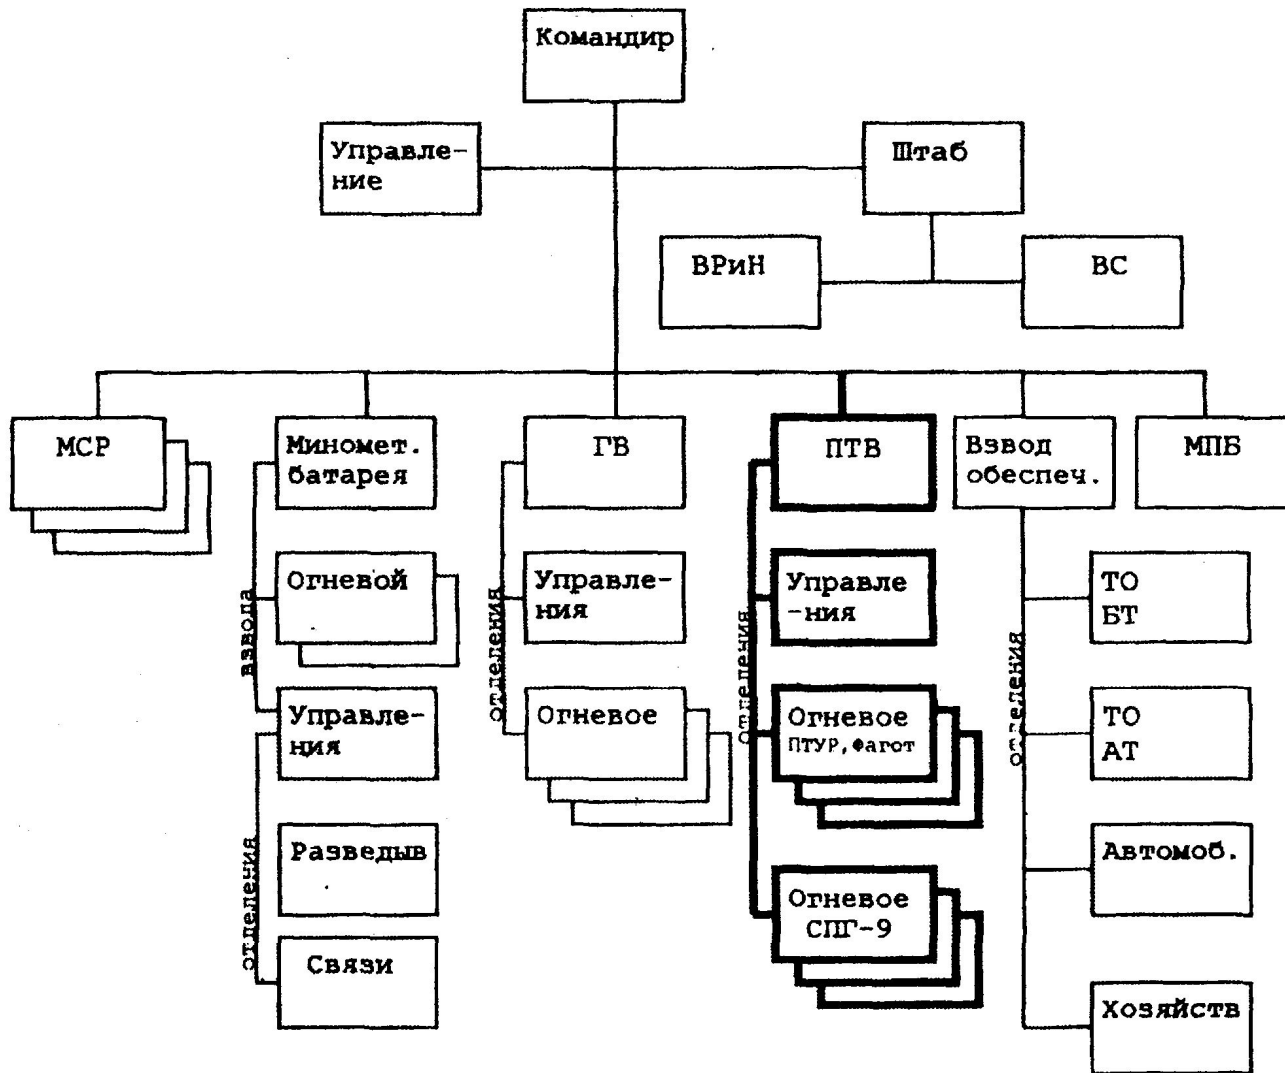 Командир
Управле-
ние
Штаб
ВРиН
ВС
МСР
Миномет.
батарея
ГВ
ПТВ
Взвод
обеспеч.
МПБ
взвода
Огневой
Управле-
ния
отделения
Разведыв
Связи
отделения
Управле-
ния
Огневое
отделения
Управле
-ния
Огневое
ПТУР, Фагот
Огневое
СПГ-9
отделения
ТО
БТ
ТО
АТ
Автомоб.
Хозяйств